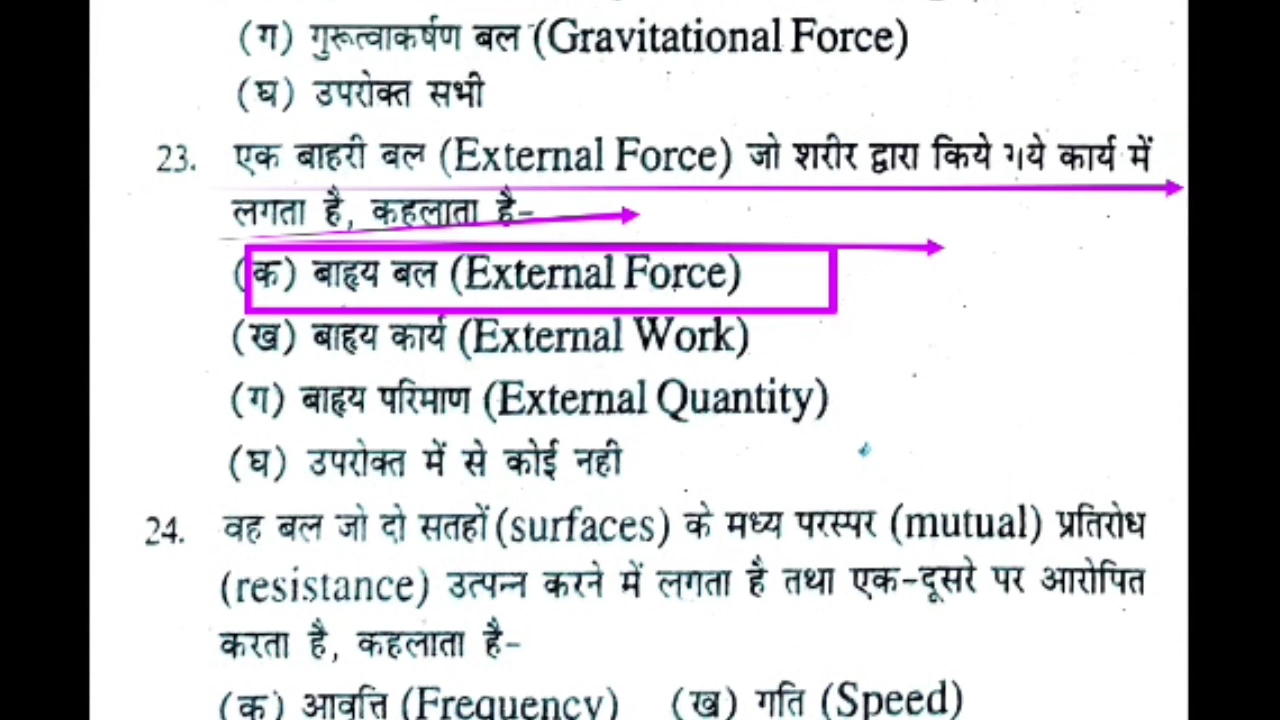 (ग) गुरूत्वाकर्षण बल (Gravitational Force)
(घ) उपरोक्त सभी
23. एक बाहरी बल (External Force) जो शरीर द्वारा किये गये कार्य में
लगता है, कहलाता है-
(क) बाहृय बल (External Force)
(ख) बाहृय कार्य (External Work)
(ग) बाहृय परिमाण (External Quantity)
(घ) उपरोक्त में से कोई नही
24. वह बल जो दो सतहों (surfaces) के मध्य परस्पर (mutual) प्रतिरोध
(resistance) उत्पन्न करने में लगता है तथा एक-दूसरे पर आरोपित
करता है, कहलाता है-
(क) आवृत्ति (Frequency) (ख) गति (Speed)